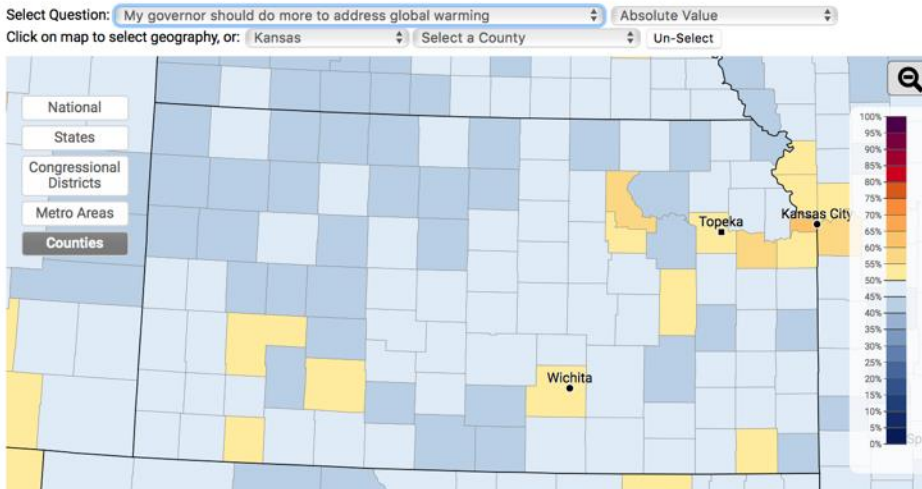 Select Question: My governor should do more to address global warming Absolute Value
Click on map to select geography, or: Kansas Select a County Un-Select
National
States
Congressional
Districts
Metro Areas
Counties
Topeka
Kansas City
Wichita
100%
95%
90%
85%
80%
75%
70%
65%
60%
55%
50%
45%
40%
35%
30%
25%
20%
15%
10%
5%
0%
Sp